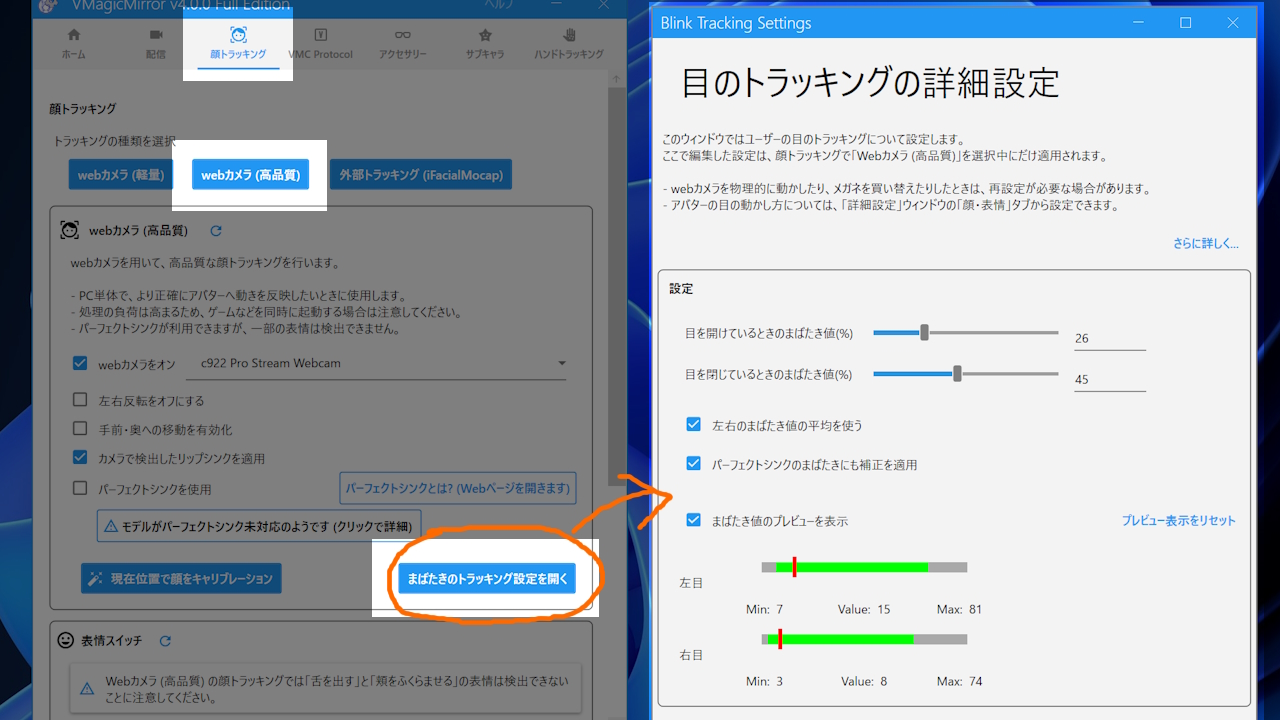 VMagicMirror v4.0.0 Full Edition
ヘルプ
ホーム
配信
顔トラッキング
VMC Protocol
アクセサリー
サブキャラ
ハンドトラッキング
顔トラッキング
トラッキングの種類を選択
webカメラ (軽量)
webカメラ (高品質)
外部トラッキング (iFacialMocap)
webカメラ (高品質)
webカメラを用いて、高品質な顔トラッキングを行います。
- PC単体で、より正確にアバターへ動きを反映したいときに使用します。
- 処理の負荷は高まるため、ゲームなどを同時に起動する場合は注意してください。
- パーフェクトシンクが利用できますが、一部の表情は検出できません。
webカメラをオン
c922 Pro Stream Webcam
左右反転をオフにする
手前・奥への移動を有効化
カメラで検出したリップシンクを適用
パーフェクトシンクを使用
パーフェクトシンクとは? (Webページを開きます)
モデルがパーフェクトシンク未対応のようです (クリックで詳細)
現在位置で顔をキャリブレーション
まばたきのトラッキング設定を開く
表情スイッチ
Webカメラ (高品質) の顔トラッキングでは「舌を出す」と「頬をふくらませる」の表情は検出できない
ことに注意してください。
Blink Tracking Settings
目のトラッキングの詳細設定
このウィンドウではユーザーの目のトラッキングについて設定します。
ここで編集した設定は、顔トラッキングで「Webカメラ (高品質)」を選択中にだけ適用されます。
- webカメラを物理的に動かしたり、メガネを買い替えたりしたときは、再設定が必要な場合があります。
- アバターの目の動かし方については、「詳細設定」ウィンドウの「顔・表情」タブから設定できます。
さらに詳しく...
設定
目を開けているときのまばたき値(%)
26
目を閉じているときのまばたき値(%)
45
左右のまばたき値の平均を使う
パーフェクトシンクのまばたきにも補正を適用
まばたき値のプレビューを表示
プレビュー表示をリセット
左目
Min: 7
Value: 15
Max: 81
右目
Min: 3
Value: 8
Max: 74